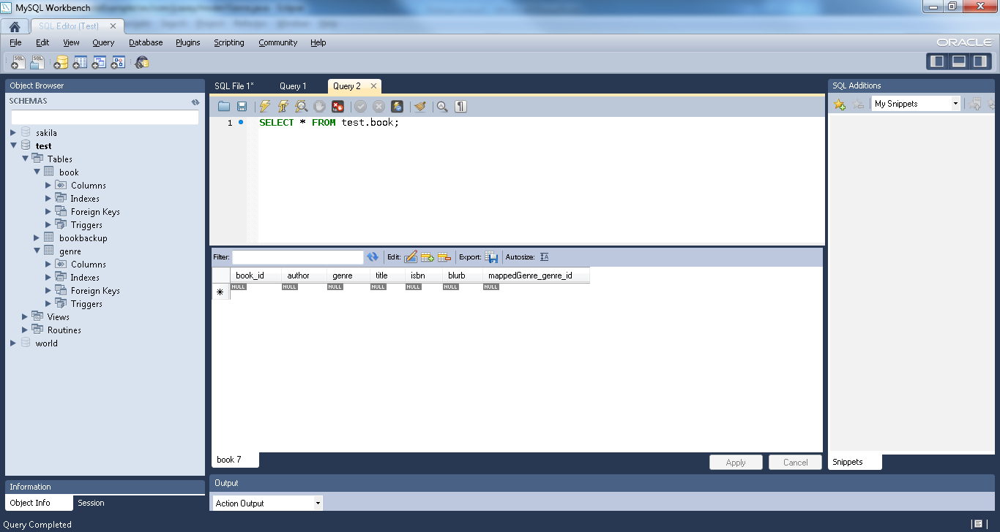 MySQL Workbench
SQL Editor (Test)
File Edit View Query Database Plugins Scripting Community Help
ORACLE
SQL SQL
Object Browser
SCHEMAS
sakila
test
Tables
book
Columns
Indexes
Foreign Keys
Triggers
bookbackup
genre
Columns
Indexes
Foreign Keys
Triggers
Views
Routines
world
Information
Object Info Session
Query Completed
SQL File 1* Query 1 Query 2
1 SELECT * FROM test.book;
Filter: Edit: Export: Autosize:
book_id author genre title isbn blurb mappedGenre_genre_id
NULL NULL NULL NULL NULL NULL NULL
book 7
Apply Cancel
Output
Action Output
SQL Additions
My Snippets
Snippets